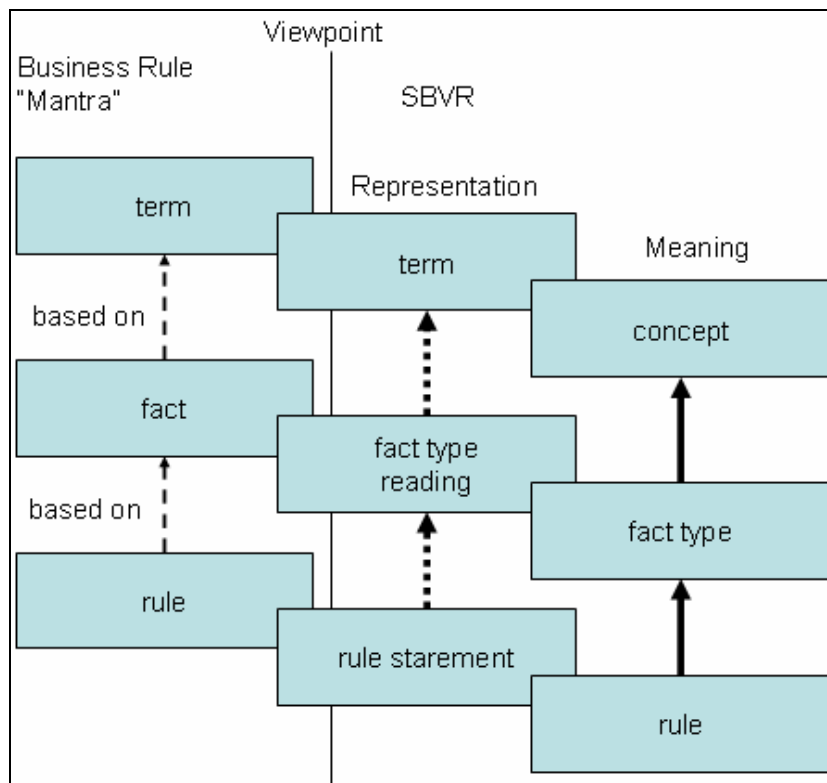 Viewpoint
Business Rule
"Mantra"
SBVR
term
Representation
term
Meaning
concept
based on
fact
fact type
reading
based on
fact type
rule
rule starement
rule